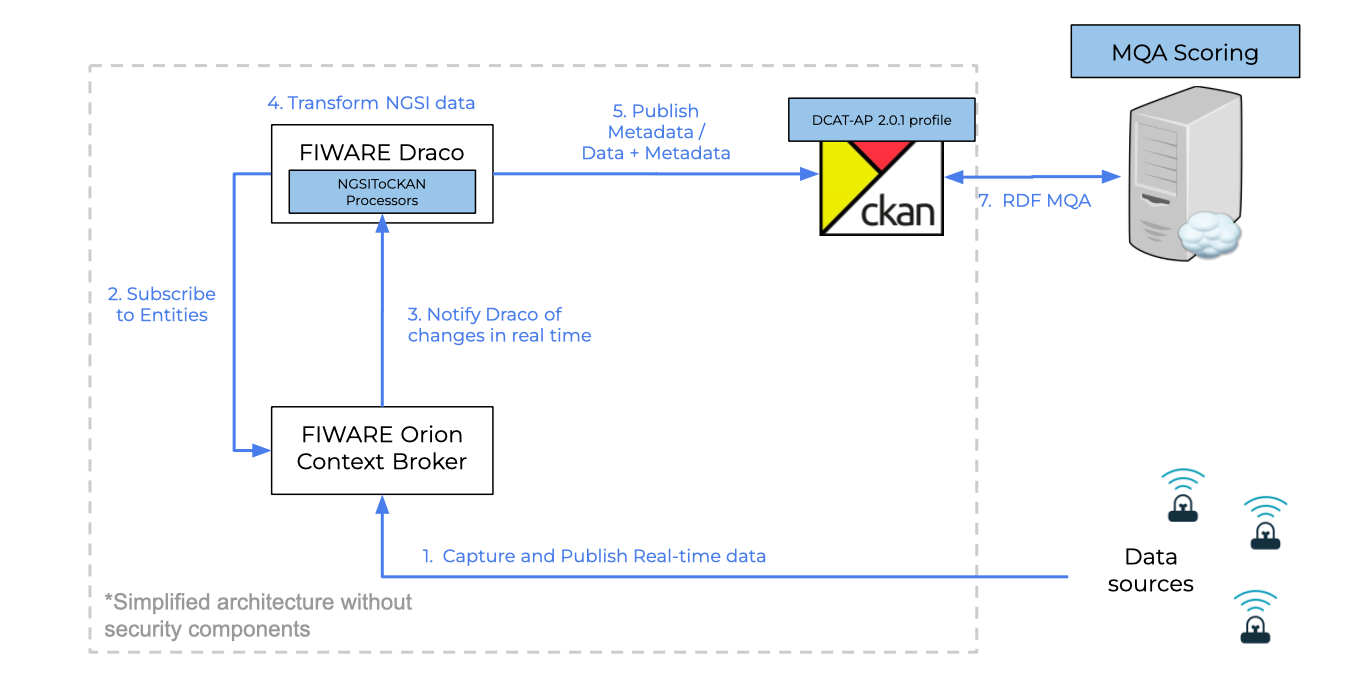 MQA Scoring
4. Transform NGSI data
5. Publish
Metadata /
Data + Metadata
DCAT-AP 2.0.1 profile
FIWARE Draco
NGSIToCKAN
Processors
ckan
7.  RDF MQA
2. Subscribe
to Entities
3. Notify Draco of
changes in real time
FIWARE Orion
Context Broker
1.  Capture and Publish Real-time data
Data
sources
*Simplified architecture without
security components